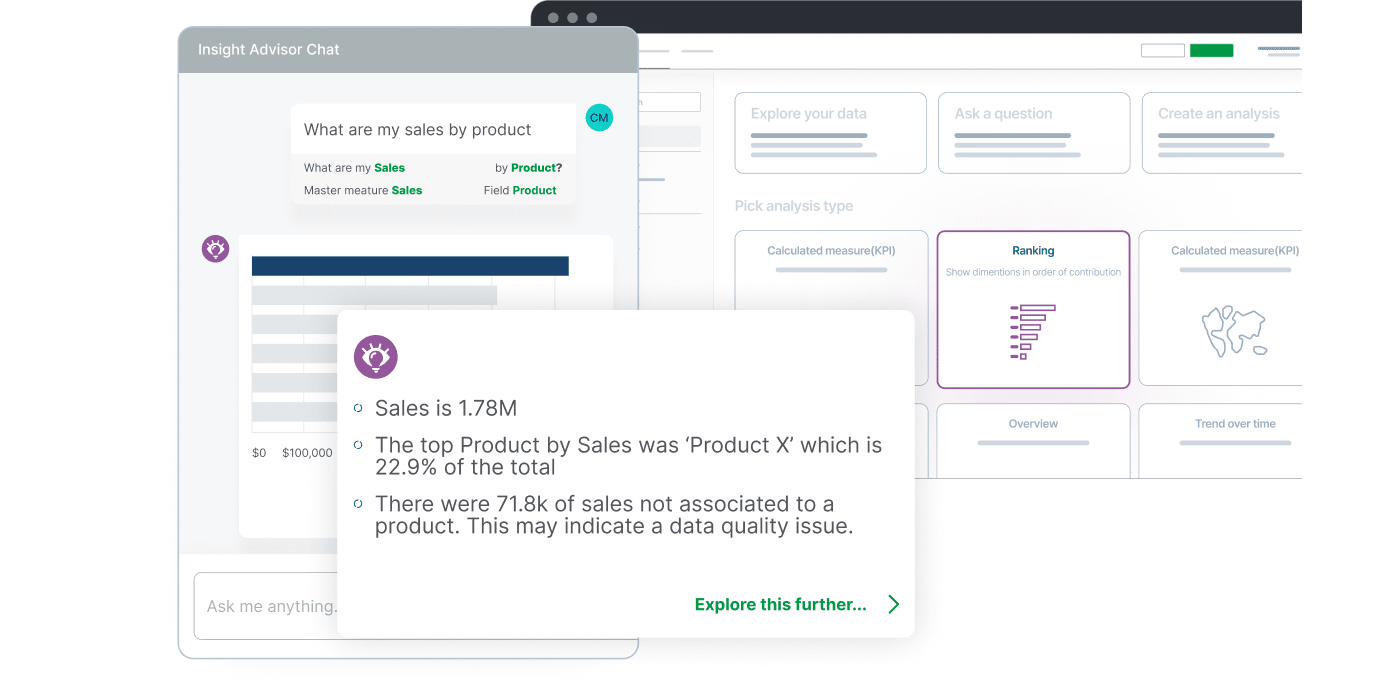 Insight Advisor Chat
What are my sales by product
CM
What are my Sales by Product?
Master meature Sales Field Product
$0 $100,000
Ask me anything.
Sales is 1.78M
The top Product by Sales was ‘Product X’ which is
22.9% of the total
There were 71.8k of sales not associated to a
product. This may indicate a data quality issue.
Explore this further...
Explore your data
Ask a question
Create an analysis
Pick analysis type
Calculated measure(KPI)
Ranking
Show dimentions in order of contribution
Calculated measure(KPI)
Overview
Trend over time